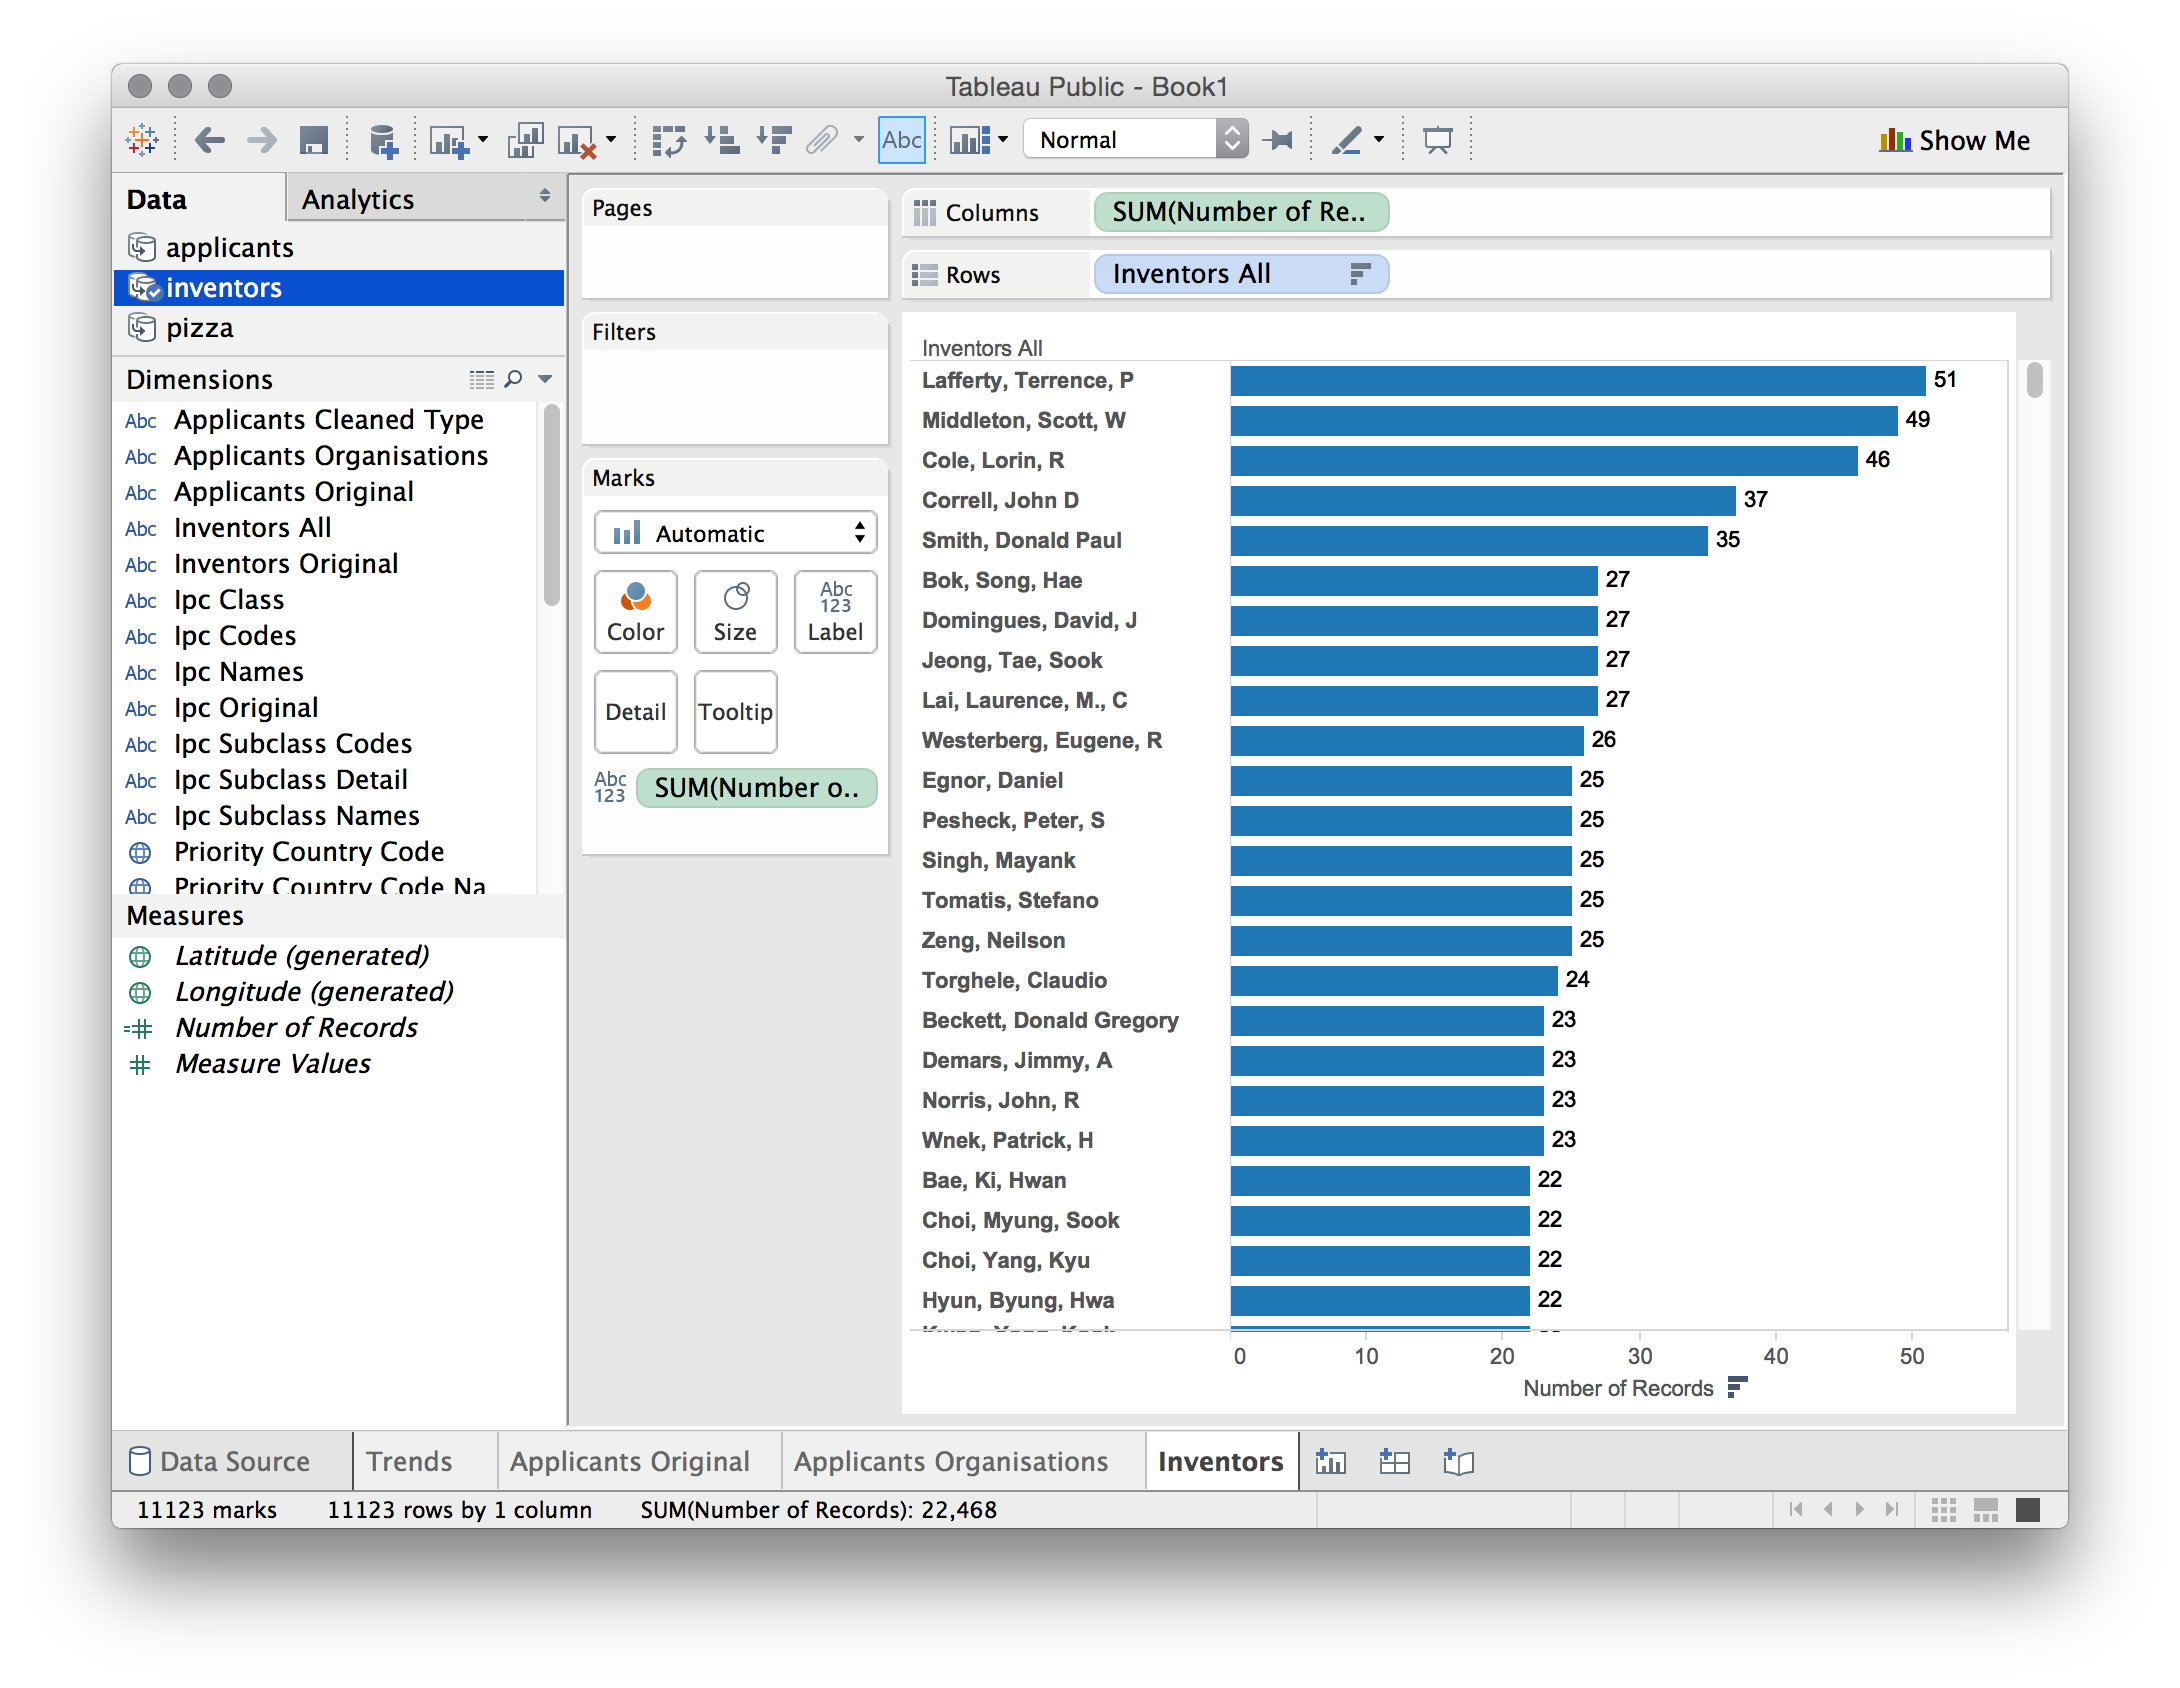 Tableau Public - Book1
Abc
Normal
Show Me
Data
Analytics
applicants
inventors
pizza
Dimensions
Abc Applicants Cleaned Type
Abc Applicants Organisations
Abc Applicants Original
Abc Inventors All
Abc Inventors Original
Abc Ipc Class
Abc Ipc Codes
Abc Ipc Names
Abc Ipc Original
Abc Ipc Subclass Codes
Abc Ipc Subclass Detail
Abc Ipc Subclass Names
Priority Country Code
Priority Country Code Na
Measures
Latitude (generated)
Longitude (generated)
=# Number of Records
# Measure Values
Pages
Filters
Marks
Automatic
Color
Size
Abc
123
Label
Detail
Tooltip
Abc
123
SUM(Number o..
Columns
SUM(Number of Re..
Rows
Inventors All
Inventors All
Lafferty, Terrence, P 51
Middleton, Scott, W 49
Cole, Lorin, R 46
Correll, John D 37
Smith, Donald Paul 35
Bok, Song, Hae 27
Domingues, David, J 27
Jeong, Tae, Sook 27
Lai, Laurence, M., C 27
Westerberg, Eugene, R 26
Egnor, Daniel 25
Pesheck, Peter, S 25
Singh, Mayank 25
Tomatis, Stefano 25
Zeng, Neilson 25
Torghele, Claudio 24
Beckett, Donald Gregory 23
Demars, Jimmy, A 23
Norris, John, R 23
Wnek, Patrick, H 23
Bae, Ki, Hwan 22
Choi, Myung, Sook 22
Choi, Yang, Kyu 22
Hyun, Byung, Hwa 22
0 10 20 30 40 50
Number of Records
Data Source
Trends
Applicants Original
Applicants Organisations
Inventors
11123 marks
11123 rows by 1 column
SUM(Number of Records): 22,468